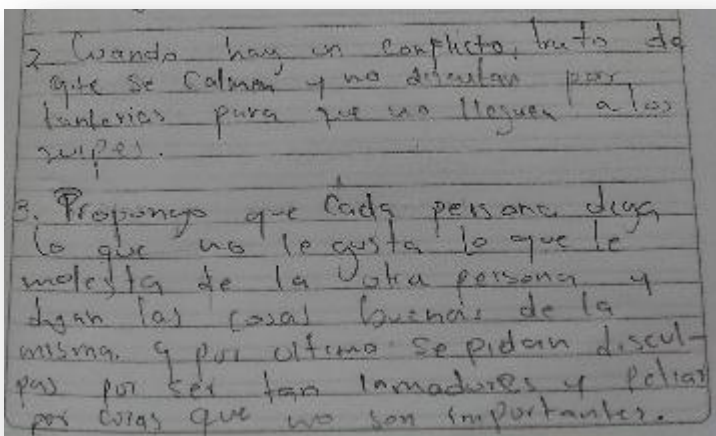 2 Cuando hay un conflicto, trato de
que se calmen y no discutan por
tonterias para que no lleguen a los
golpes.
3. Propongo que Cada persona diga
lo que no le gusta lo que le
molesta de la otra persona y
digan las cosas buenas de la
misma. y por ultimo se pidan discul-
pas por ser tan inmadures y peliar
por cosas que no son importantes.